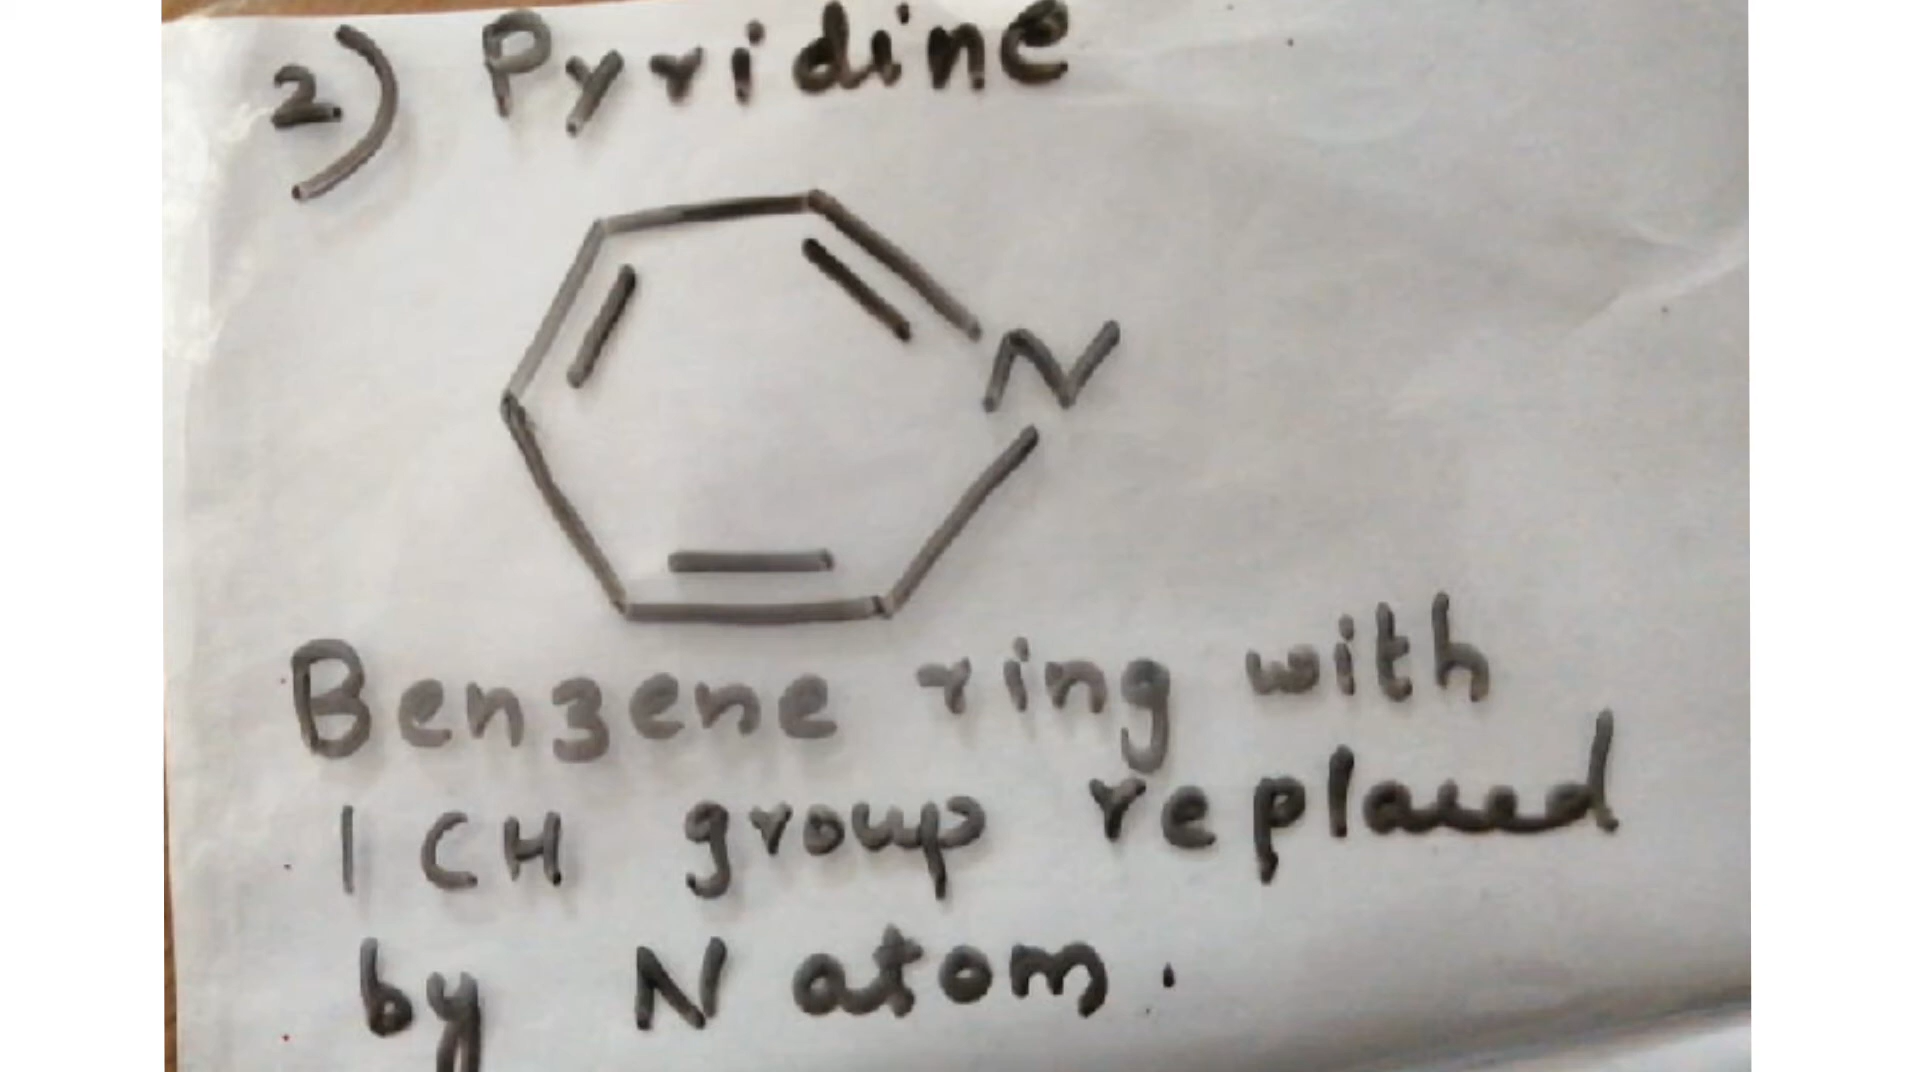 2) Pyridine
N
Benzene ring with
1 CH group replaced
by N atom.